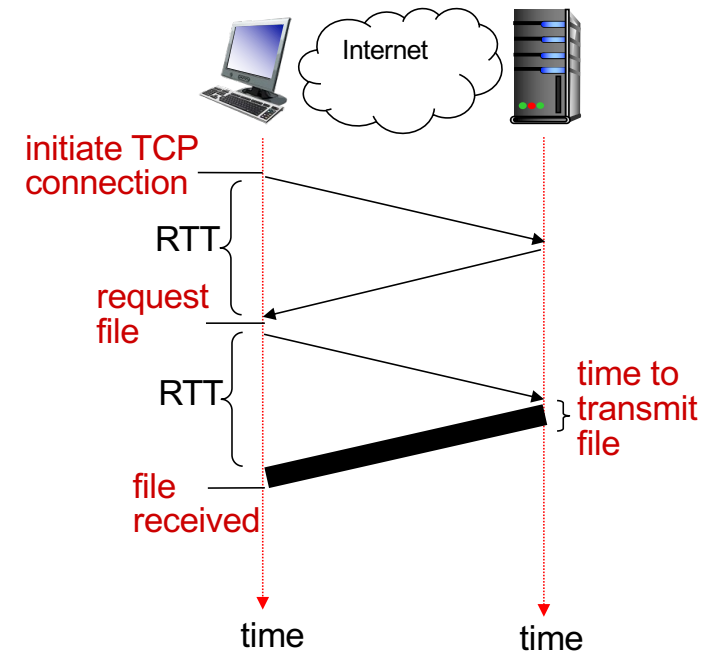 Internet
initiate TCP
connection
RTT
request
file
RTT
time to
transmit
file
file
received
time
time